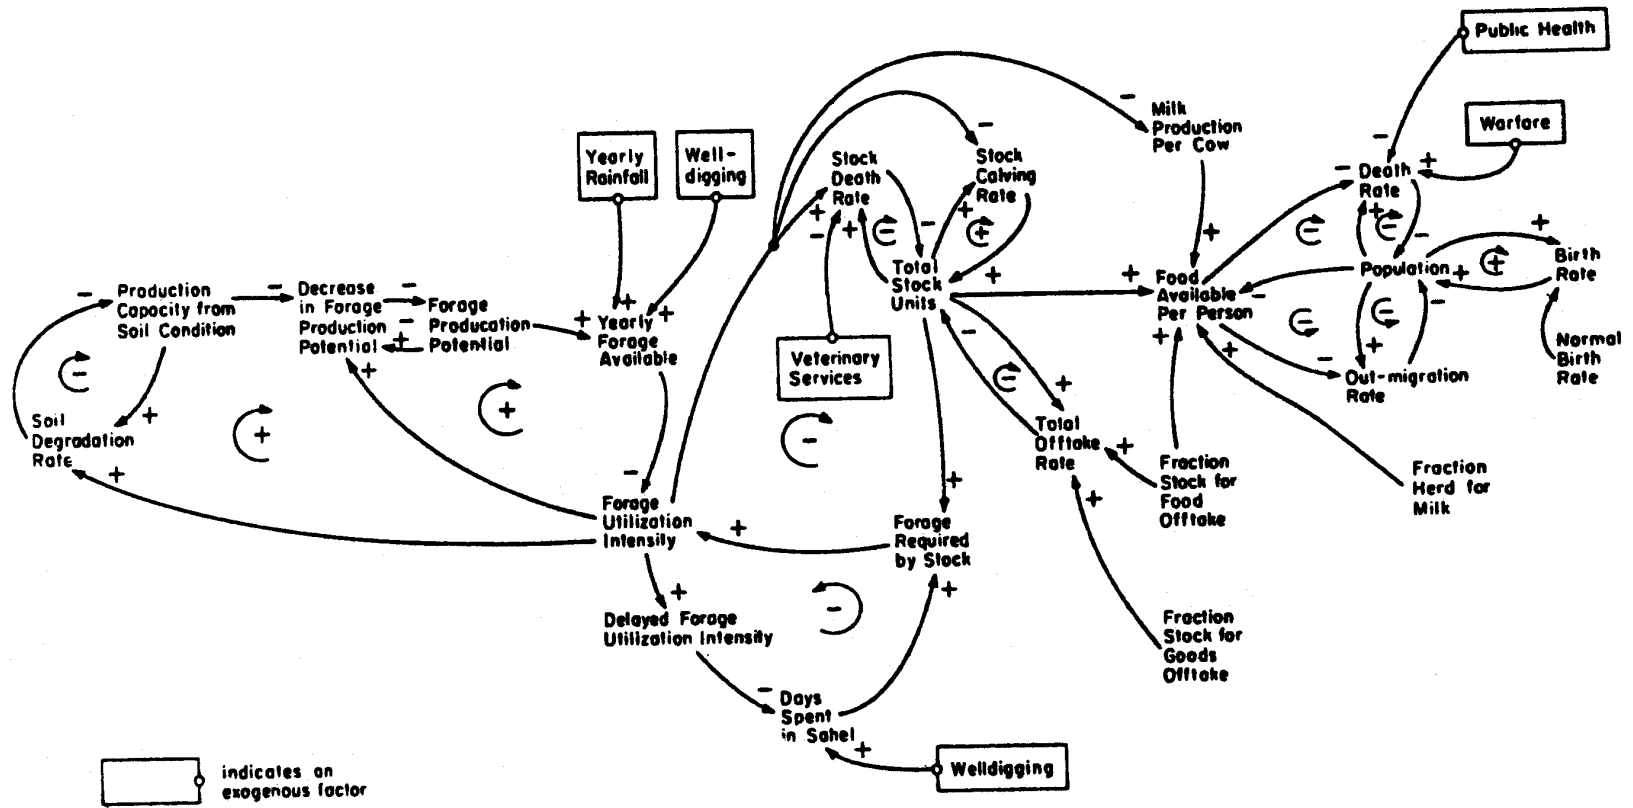 Public Health
Warfare
Milk
Production
Per Cow
Yearly
Rainfall
Well-
digging
Stock
Death
Rate
Stock
Calving
Rate
Death
Rate
Total
Stock
Units
Food
Available
Per Person
Population
Birth
Rate
Production
Capacity from
Soil Condition
Decrease
in Forage
Production
Potential
Forage
Producation
Potential
Yearly
Forage
Available
Veterinary
Services
Normal
Birth
Rate
Out-migration
Rate
Soil
Degradation
Rate
Total
Offtake
Rate
Fraction
Stock for
Food
Offtake
Fraction
Herd for
Milk
Forage
Utilization
Intensity
Forage
Required
by Stock
Delayed Forage
Utilization Intensity
Fraction
Stock for
Goods
Offtake
Days
Spent
in Sahel
Welldigging
indicates an
exogenous factor